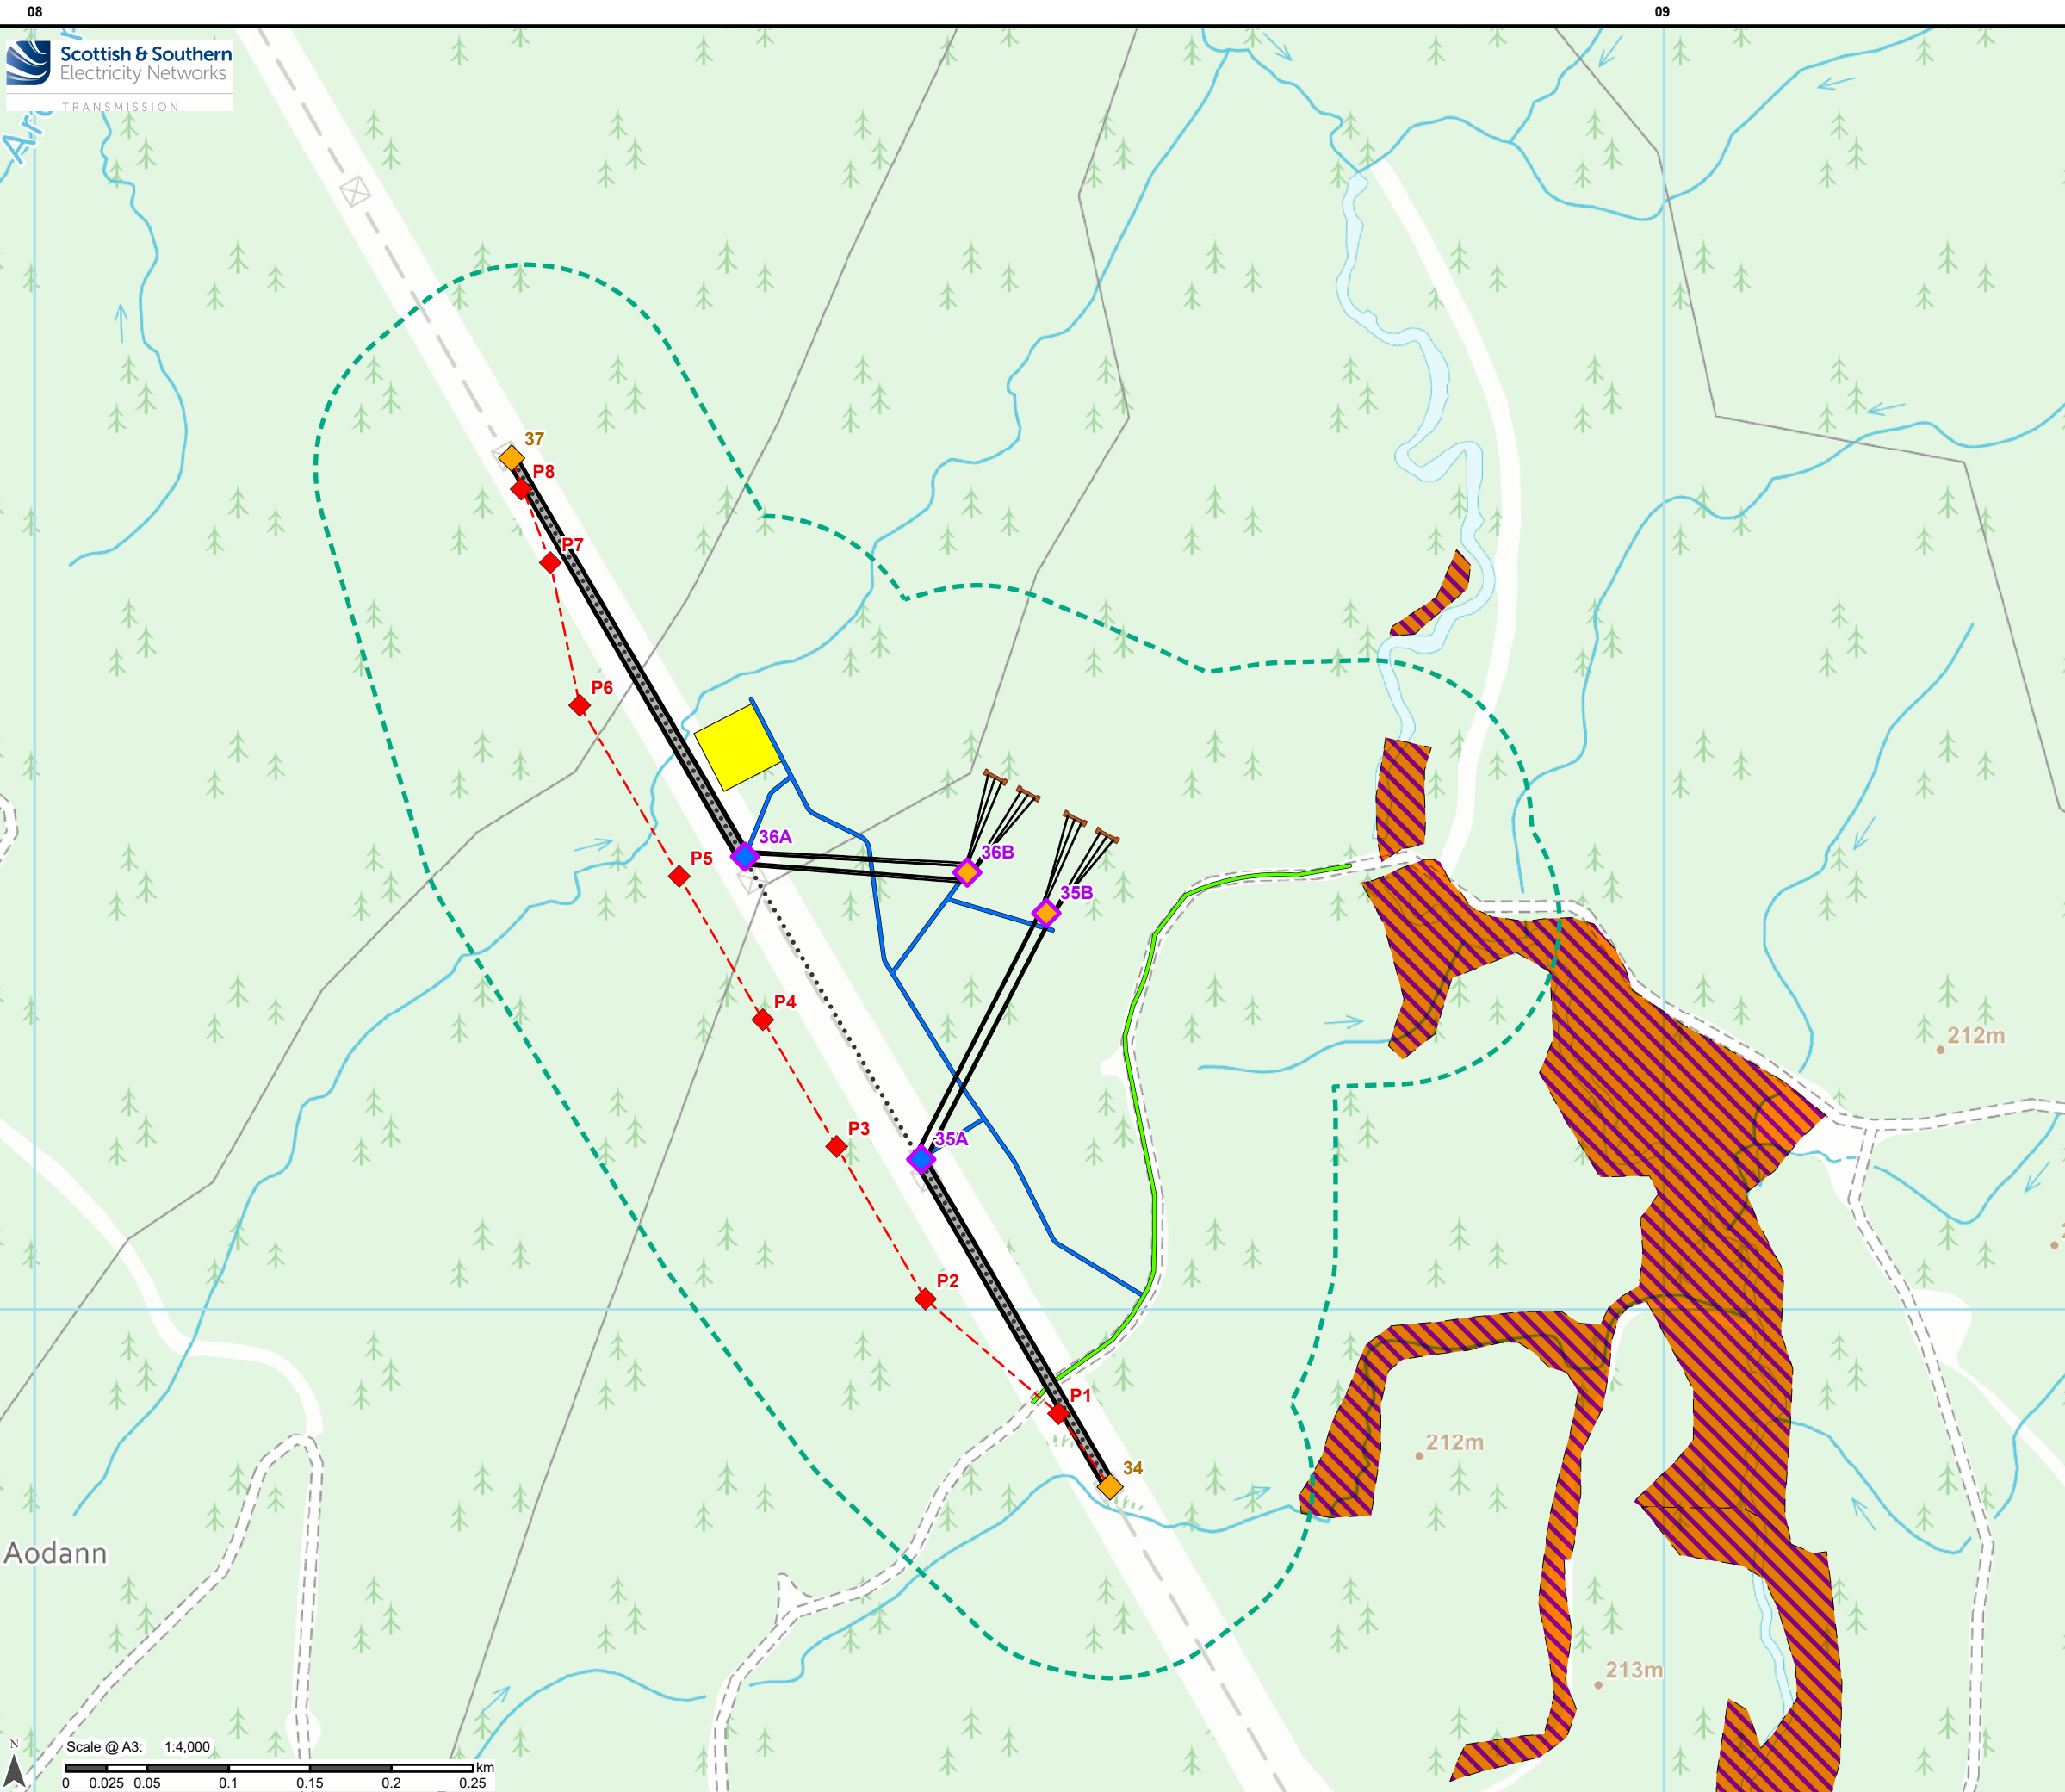 08
09
Scottish & Southern
Electricity Networks
TRANSMISSION
37
P8
P7
P6
36A
36B
P5
35B
P4
212m
P3
35A
P2
P1
212m
34
Aodann
213m
N
Scale @ A3: 1:4,000
km
0 0.025 0.05 0.1 0.15 0.2 0.25